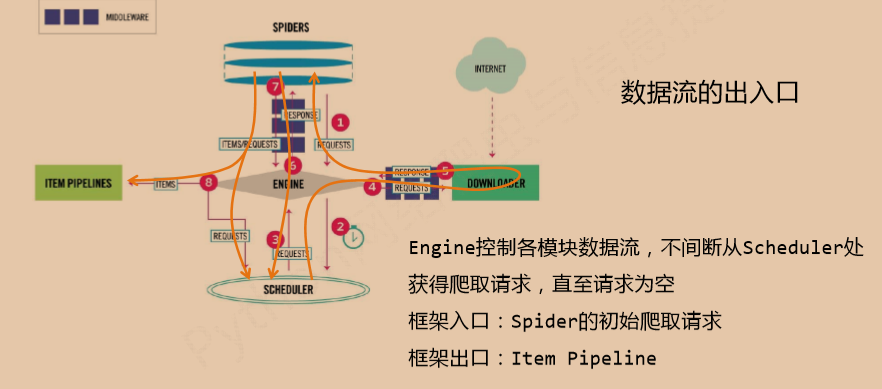 MIDDLEWARE
SPIDERS
INTERNET
数据流的出入口
7
RESPONSE
1
ITEMS/REQUESTS
REQUESTS
6
RESPONSE
5
ITEM PIPELINES
ITEMS
8
ENGINE
4
REQUESTS
DOWNLOADER
REQUESTS
3
2
REQUESTS
SCHEDULER
Engine控制各模块数据流，不间断从Scheduler处
获得爬取请求，直至请求为空
框架入口：Spider的初始爬取请求
框架出口：Item Pipeline